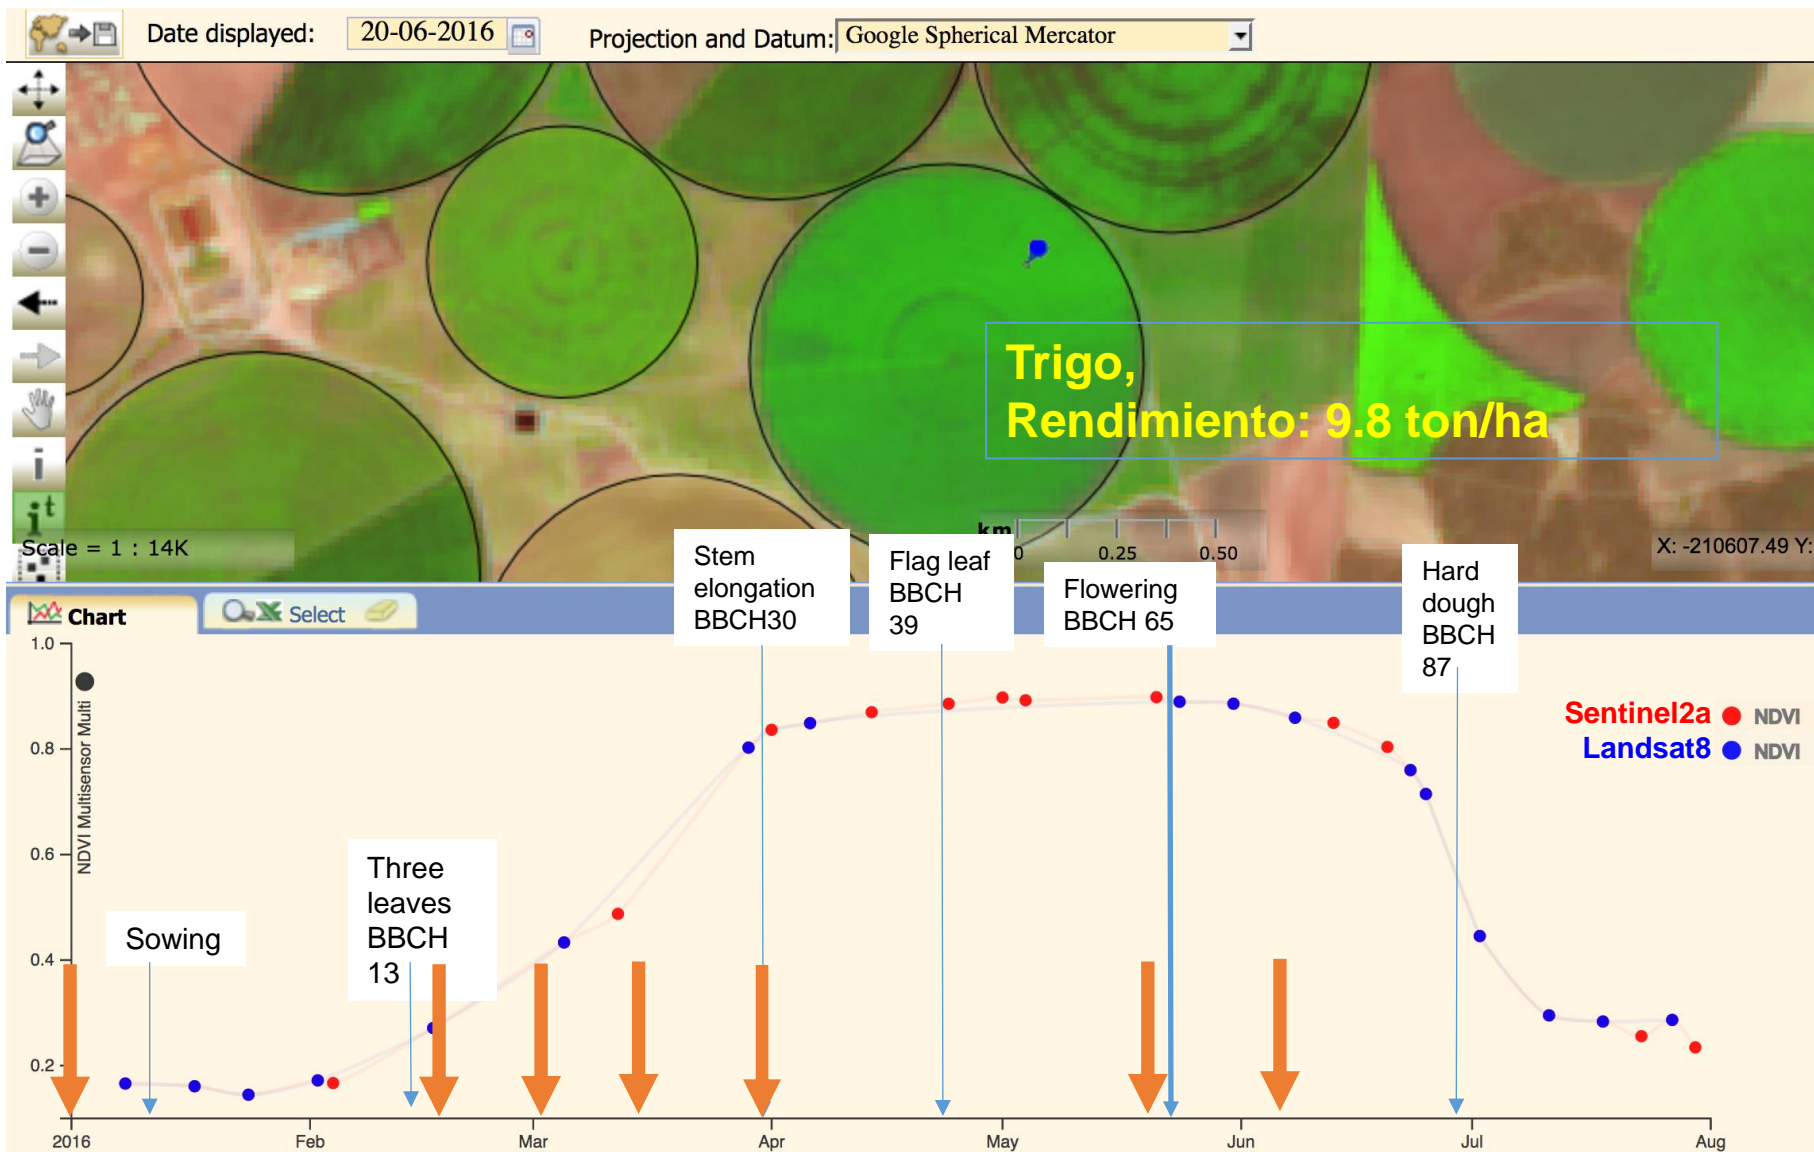 Date displayed: 20-06-2016 Projection and Datum: Google Spherical Mercator
Trigo,
Rendimiento: 9.8 ton/ha
km
0 0.25 0.50
Scale = 1 : 14K
X: -210607.49 Y:
i
it
Chart
Select
Stem
elongation
BBCH30
Flag leaf
BBCH
39
Flowering
BBCH 65
Hard
dough
BBCH
87
Three
leaves
BBCH
13
Sowing
Sentinel2a NDVI
Landsat8 NDVI
NDVI Multisensor Multi
1.0
0.8
0.6
0.4
0.2
2016 Feb Mar Apr May Jun Jul Aug